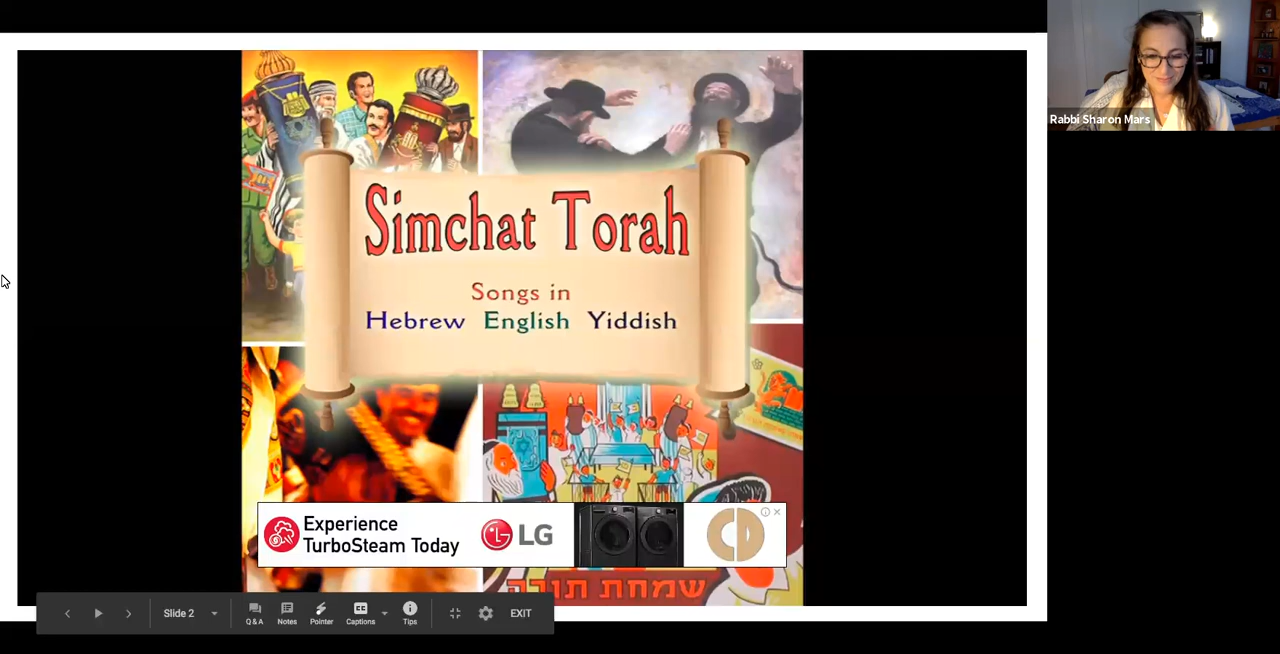 Rabbi Sharon Mars
Simchat Torah
Songs in
Hebrew English Yiddish
Experience
TurboSteam Today
LG
CD
שמחת תורה
Slide 2
Q & A
Notes
Pointer
Captions
Tips
EXIT